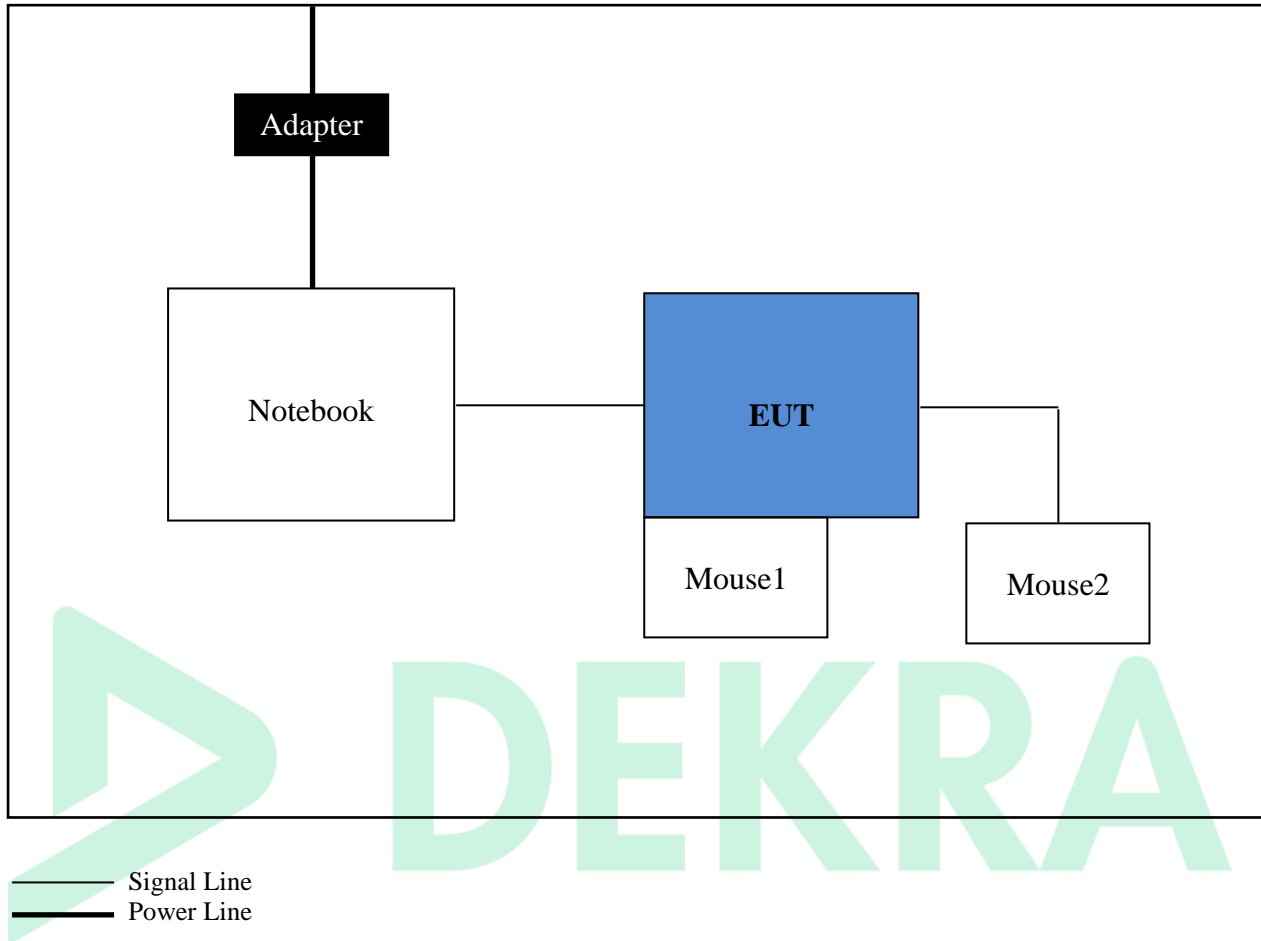 Adapter
Notebook
EUT
Mouse1
Mouse2
DEKRA
Signal Line
Power Line